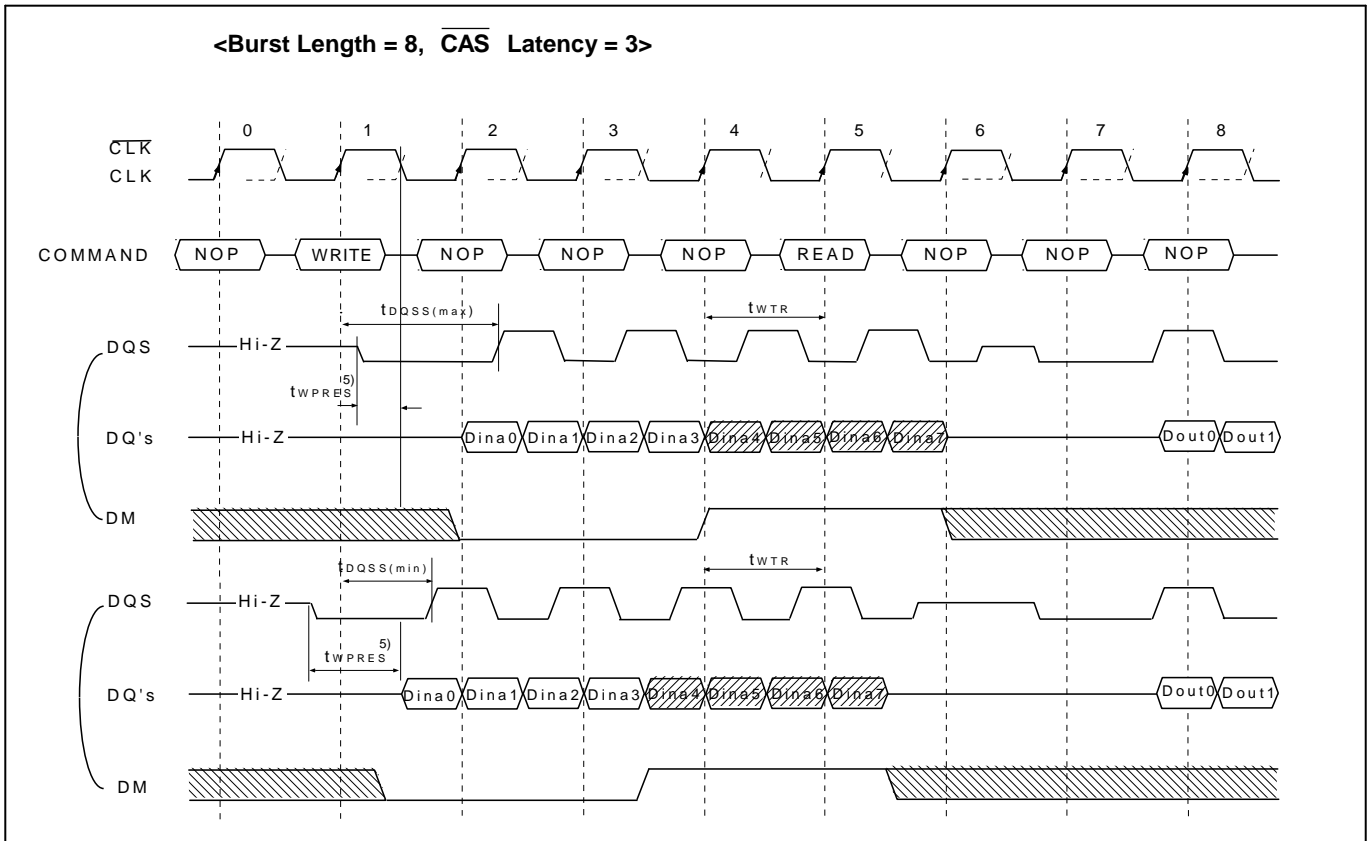 <Burst Length = 8, CAS Latency = 3>
0 1 2 3 4 5 6 7 8
CLK
CLK
COMMAND NOP WRITE NOP NOP NOP READ NOP NOP NOP
tDQSS(max) tWTR
DQS Hi-Z
tWPRES 5)
DQ's Hi-Z Dina0 Dina1 Dina2 Dina3 Dina4 Dina5 Dina6 Dina7 Dout0 Dout1
DM
tDQSS(min) tWTR
DQS Hi-Z
tWPRES 5)
DQ's Hi-Z Dina0 Dina1 Dina2 Dina3 Dina4 Dina5 Dina6 Dina7 Dout0 Dout1
DM